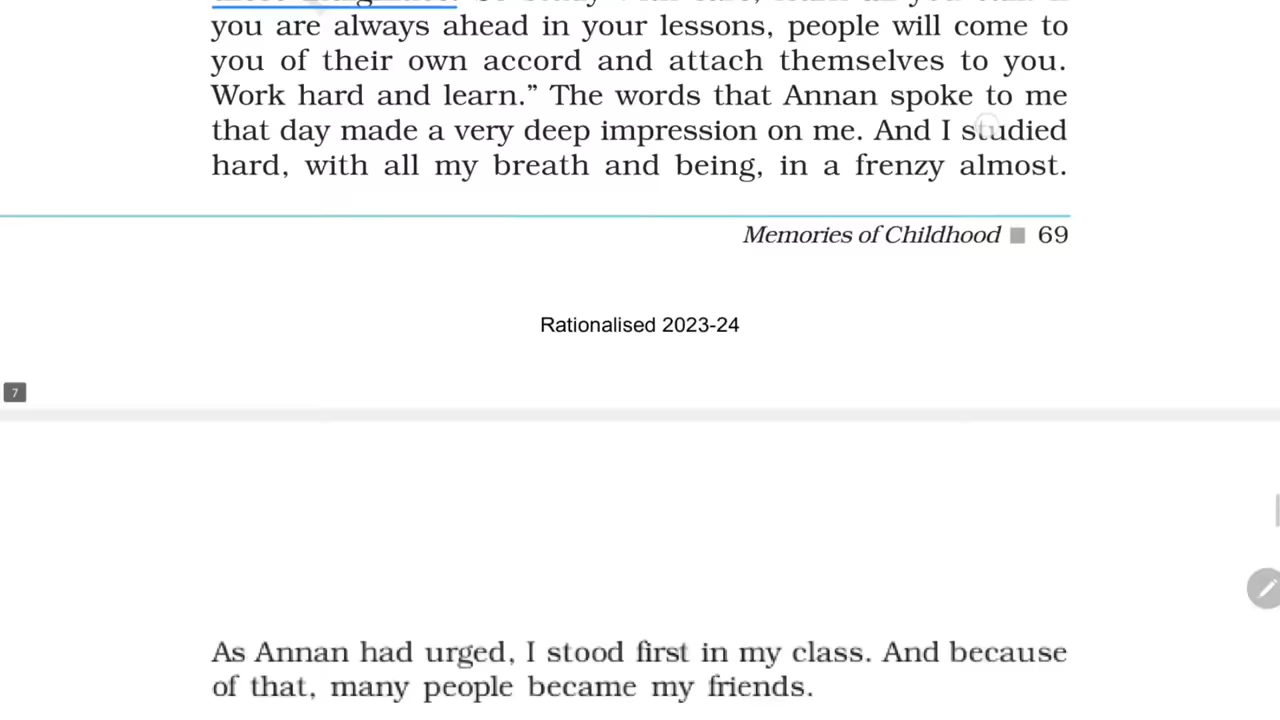 you are always ahead in your lessons, people will come to
you of their own accord and attach themselves to you.
Work hard and learn.” The words that Annan spoke to me
that day made a very deep impression on me. And I studied
hard, with all my breath and being, in a frenzy almost.
Memories of Childhood ■ 69
Rationalised 2023-24
7
As Annan had urged, I stood first in my class. And because
of that, many people became my friends.